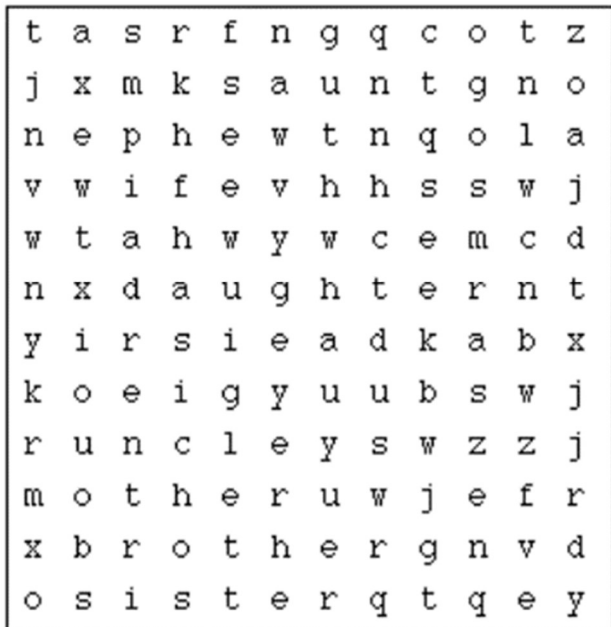 t a s r f n g q c o t z
j x m k s a u n t g n o
n e p h e w t n q o l a
v w i f e v h h s s w j
w t a h w y w c e m c d
n x d a u g h t e r n t
y i r s i e a d k a b x
k o e i g y u u b s w j
r u n c l e y s w z z j
m o t h e r u w j e f r
x b r o t h e r g n v d
o s i s t e r q t q e y